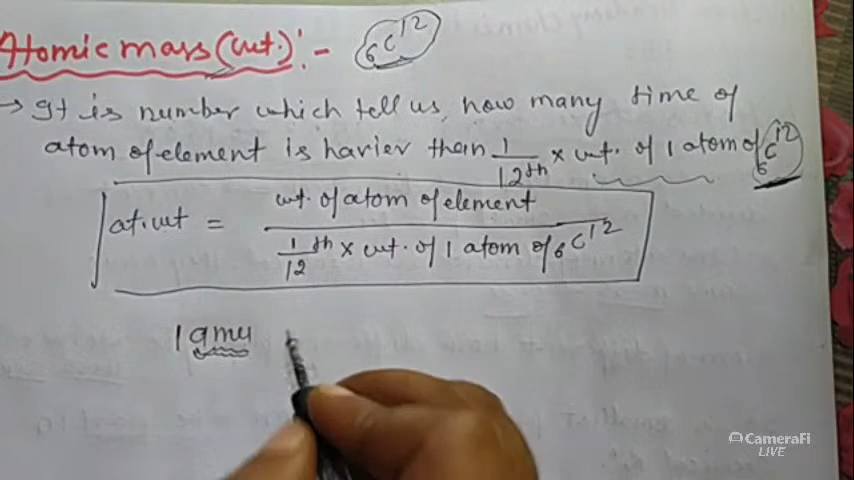 Atomic mass (wt.):- ₆C¹²
→ It is number which tell us, how many time of
atom of element is havier then 1/12th × wt. of 1 atom of ₆C¹²
at. wt = wt. of atom of element / 1/12th × wt. of 1 atom of ₆C¹²
1 amu
CameraFi
LIVE